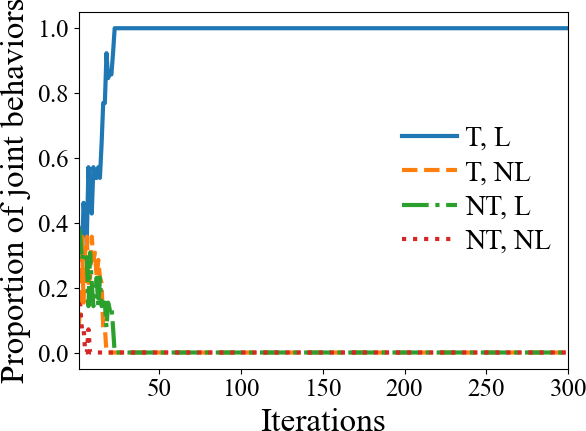 Proportion of joint behaviors
1.0
0.8
0.6
0.4
0.2
0.0
T, L
T, NL
NT, L
NT, NL
50 100 150 200 250 300
Iterations